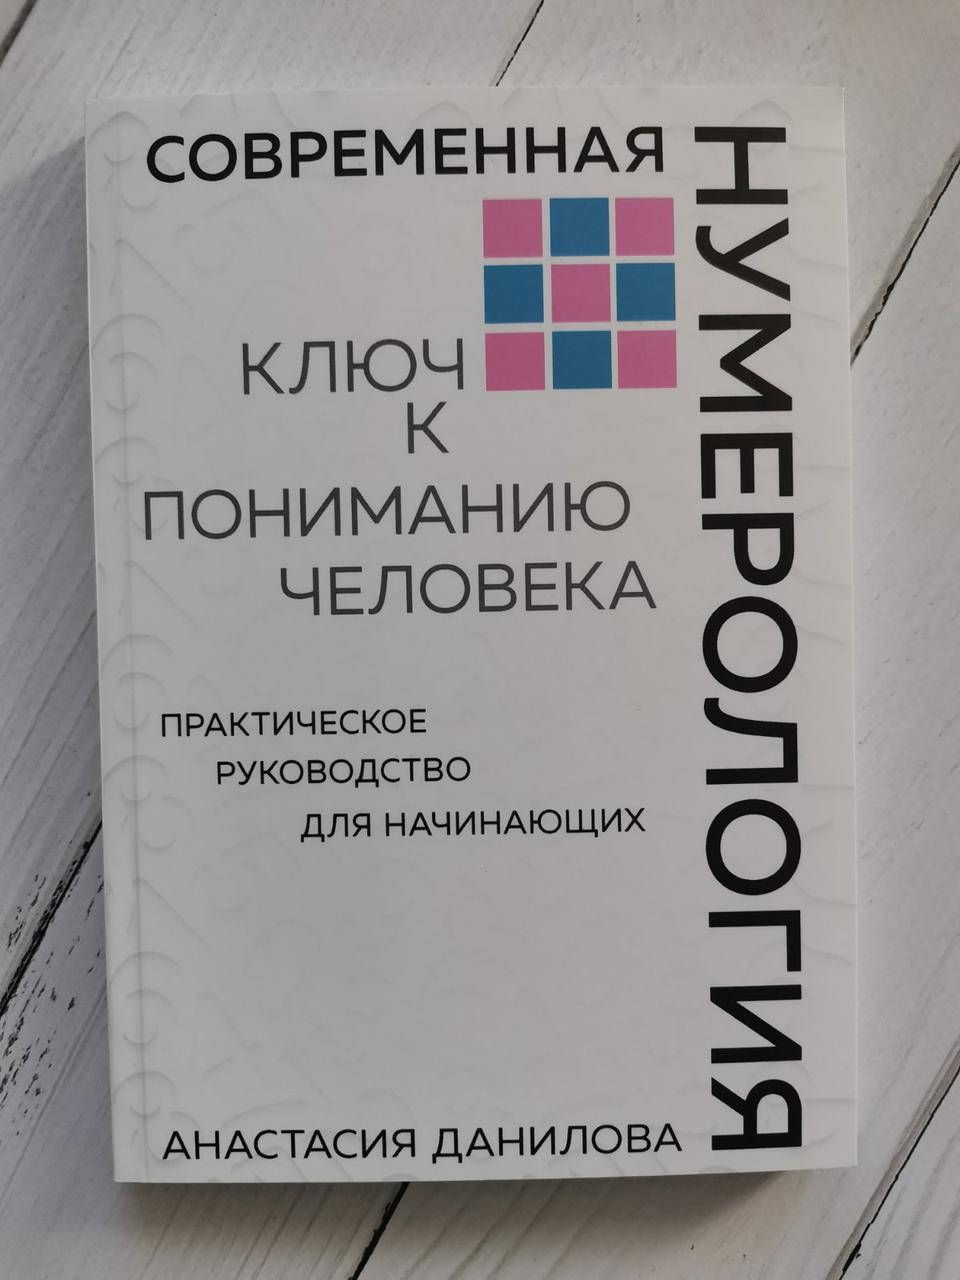 СОВРЕМЕННАЯ
НУМЕРОЛОГИЯ
КЛЮЧ
К
ПОНИМАНИЮ
ЧЕЛОВЕКА
ПРАКТИЧЕСКОЕ
РУКОВОДСТВО
ДЛЯ НАЧИНАЮЩИХ
АНАСТАСИЯ ДАНИЛОВА